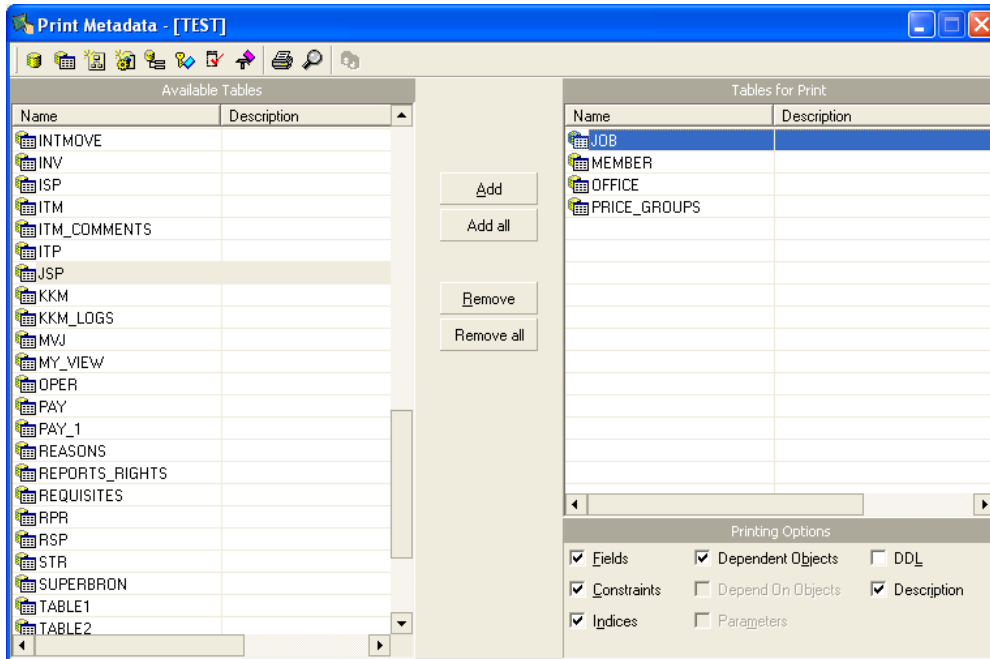 Print Metadata - [TEST]
Available Tables
Name Description
INTMOVE
INV
ISP
ITM
ITM_COMMENTS
ITP
JSP
KKM
KKM_LOGS
MVJ
MY_VIEW
OPER
PAY
PAY_1
REASONS
REPORTS_RIGHTS
REQUISITES
RPR
RSP
STR
SUPERBRON
TABLE1
TABLE2
Add
Add all
Remove
Remove all
Tables for Print
Name Description
JOB
MEMBER
OFFICE
PRICE_GROUPS
Printing Options
Fields Dependent Objects DDL
Constraints Depend On Objects Description
Indices Parameters